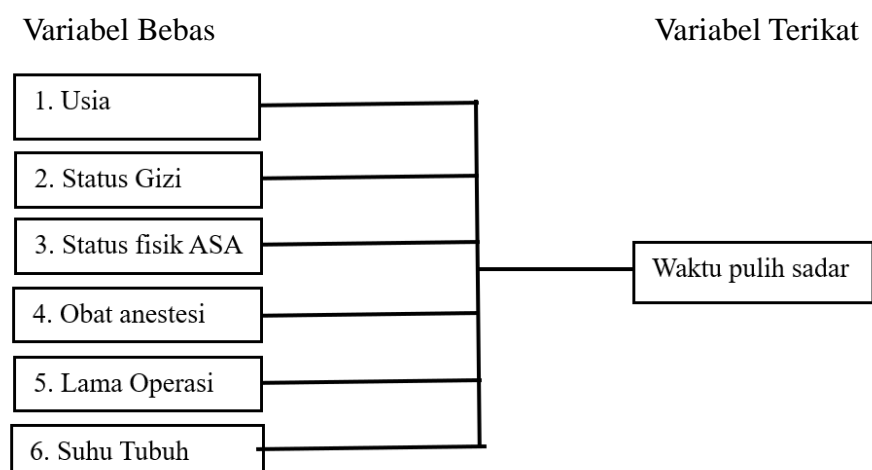 Variabel Bebas
Variabel Terikat
1. Usia
2. Status Gizi
3. Status fisik ASA
4. Obat anestesi
5. Lama Operasi
6. Suhu Tubuh
Waktu pulih sadar